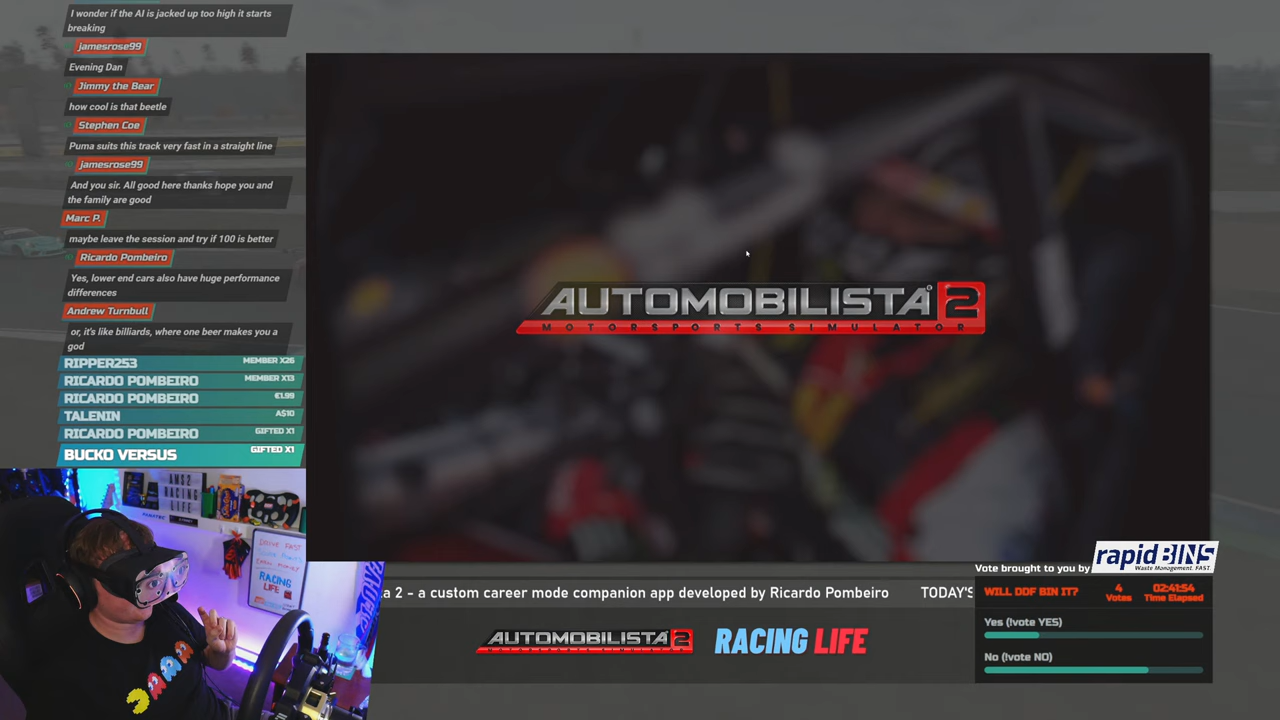 I wonder if the AI is jacked up too high it starts
breaking
jamesrose99
Evening Dan
Jimmy the Bear
how cool is that beetle
Stephen Coe
Puma suits this track very fast in a straight line
jamesrose99
And you sir. All good here thanks hope you and
the family are good
Marc P.
maybe leave the session and try if 100 is better
Ricardo Pombeiro
Yes, lower end cars also have huge performance
differences
Andrew Turnbull
or, it's like billiards, where one beer makes you a
god
RIPPER253 MEMBER X26
RICARDO POMBEIRO MEMBER X13
RICARDO POMBEIRO €1.99
TALENIN A$10
RICARDO POMBEIRO GIFTED X1
BUCKO VERSUS GIFTED X1
AUTOMOBILISTA 2
MOTORSPORTS SIMULATOR
AMS2
RACING
LIFE
RACING
LIFE
Vote brought to you by
rapid BINS
Waste Management. FAST.
.a 2 - a custom career mode companion app developed by Ricardo Pombeiro TODAY'S
WILL DDF BIN IT?
4
Votes
02:41:54
Time Elapsed
Yes (!vote YES)
No (!vote NO)
AUTOMOBILISTA 2
RACING LIFE